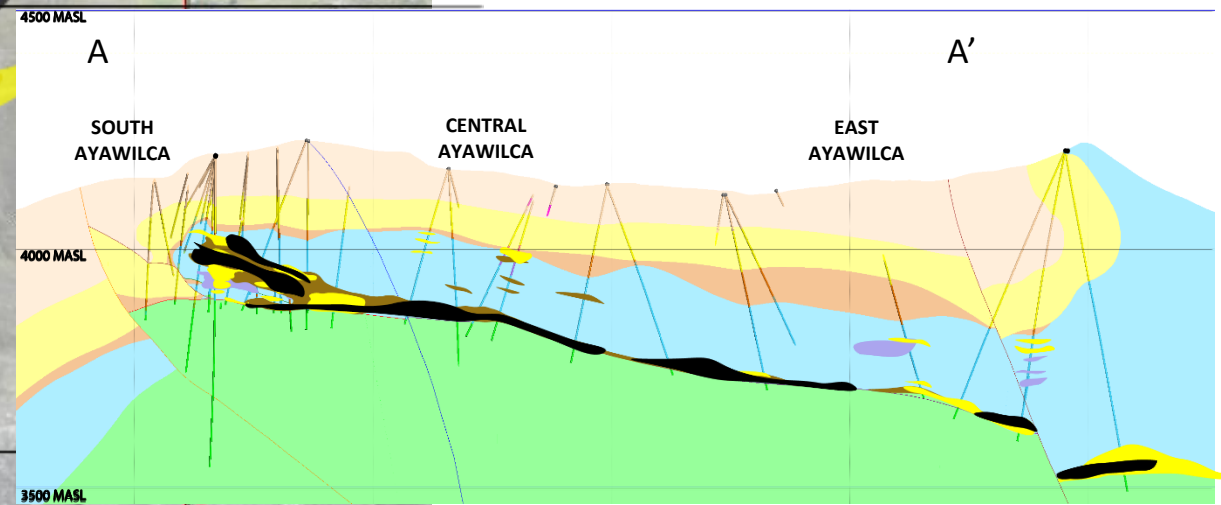 4500 MASL
A
A’
SOUTH
AYAWILCA
CENTRAL
AYAWILCA
EAST
AYAWILCA
4000 MASL
3500 MASL